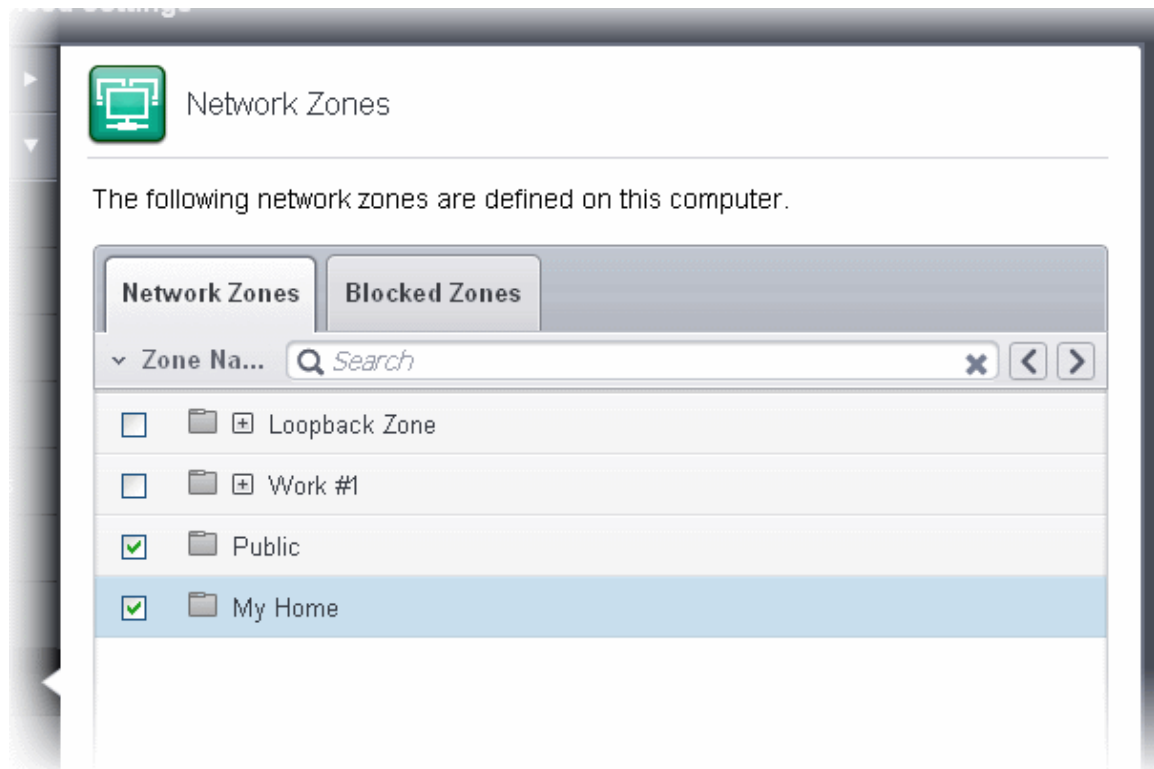 Network Zones
The following network zones are defined on this computer.
Network Zones Blocked Zones
Zone Na... Search
Loopback Zone
Work #1
Public
My Home